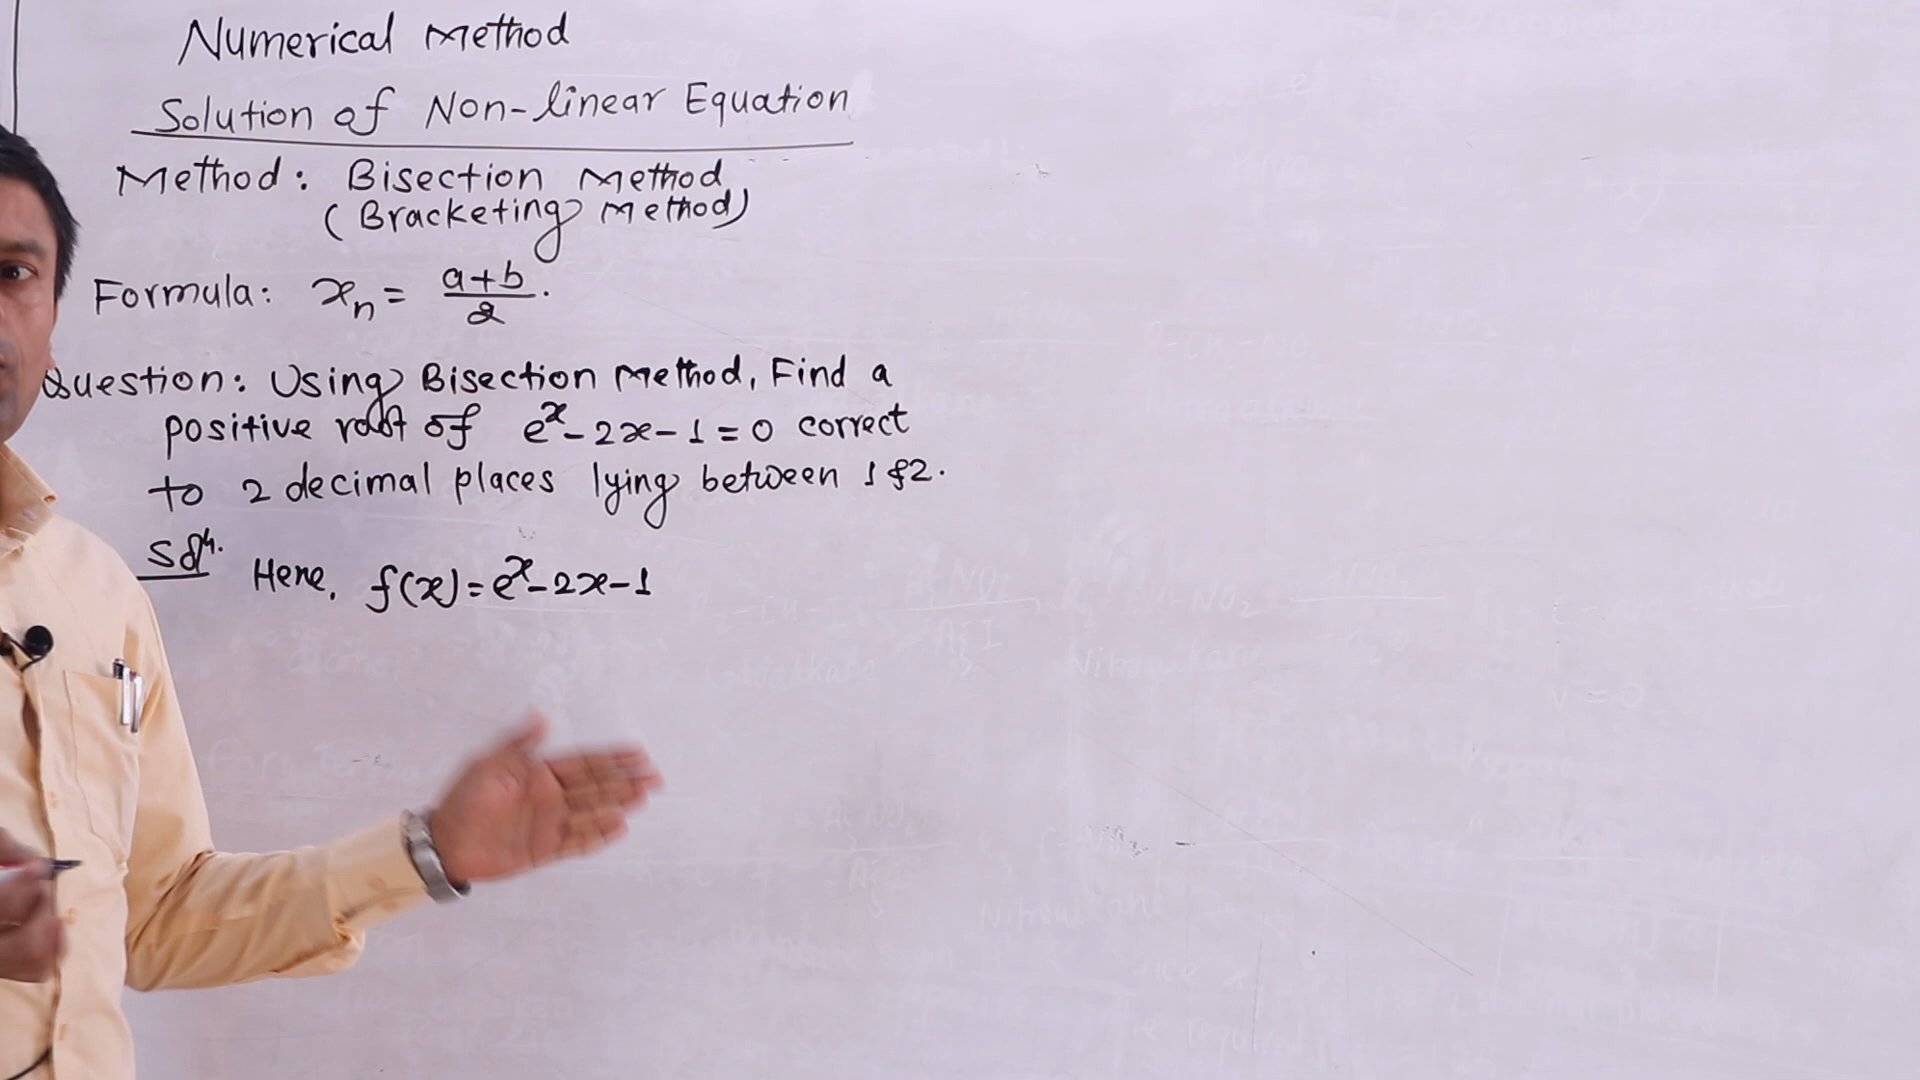 Numerical Method
Solution of Non-linear Equation
Method: Bisection Method
(Bracketing Method)
Formula: xₙ = (a+b)/2.
Question: Using Bisection Method, Find a
positive root of eˣ-2x-1=0 correct
to 2 decimal places lying between 1 & 2.
Solⁿ.
Here, f(x)=eˣ-2x-1